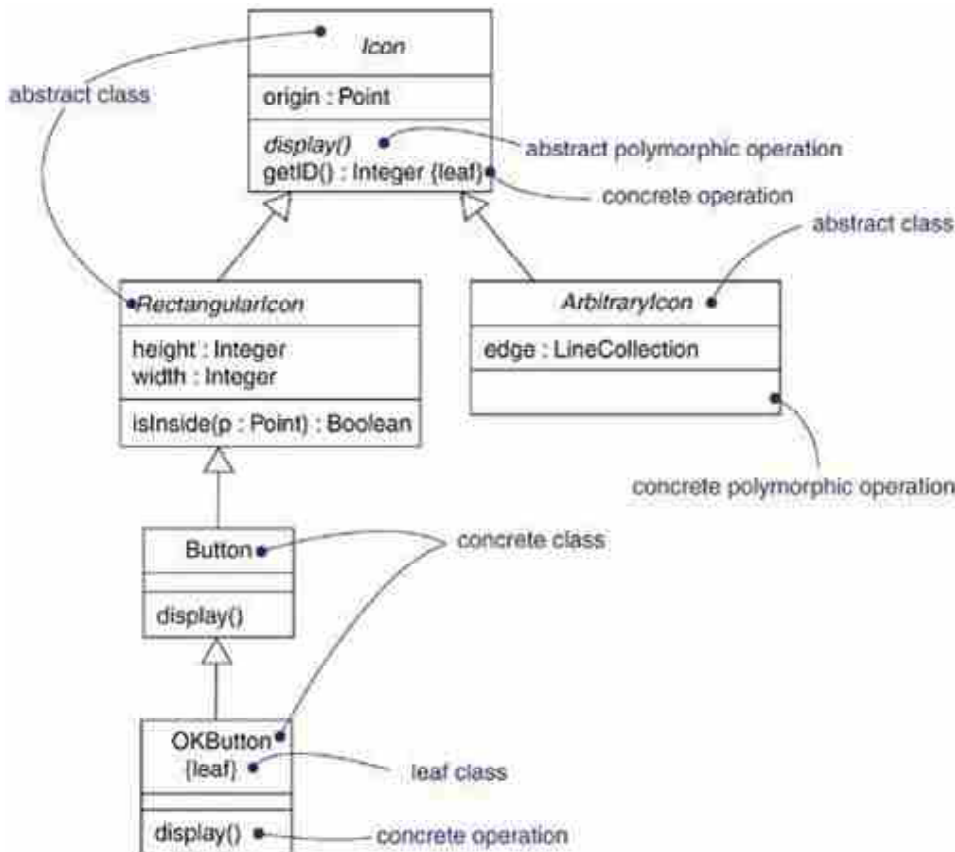 Icon
abstract class
origin : Point
display()
abstract polymorphic operation
getID() : Integer {leaf}
concrete operation
abstract class
RectangularIcon
ArbitraryIcon
height : Integer
width : Integer
edge : LineCollection
isInside(p : Point) : Boolean
concrete polymorphic operation
Button
concrete class
display()
OKButton
{leaf}
leaf class
display()
concrete operation